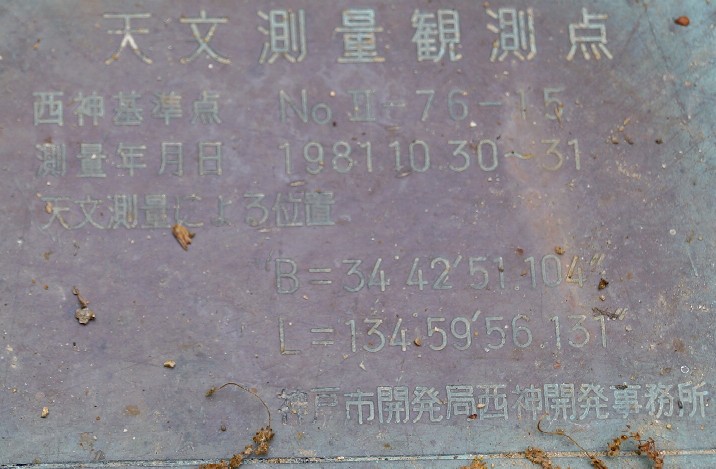 天文測量観測点
西神基準点 No Ⅱ-76-15
測量年月日 1981 10 30~31
天文測量による位置
B=34 42′51.104″
L=134 59′56.131
神戸市開発局西神開発事務所